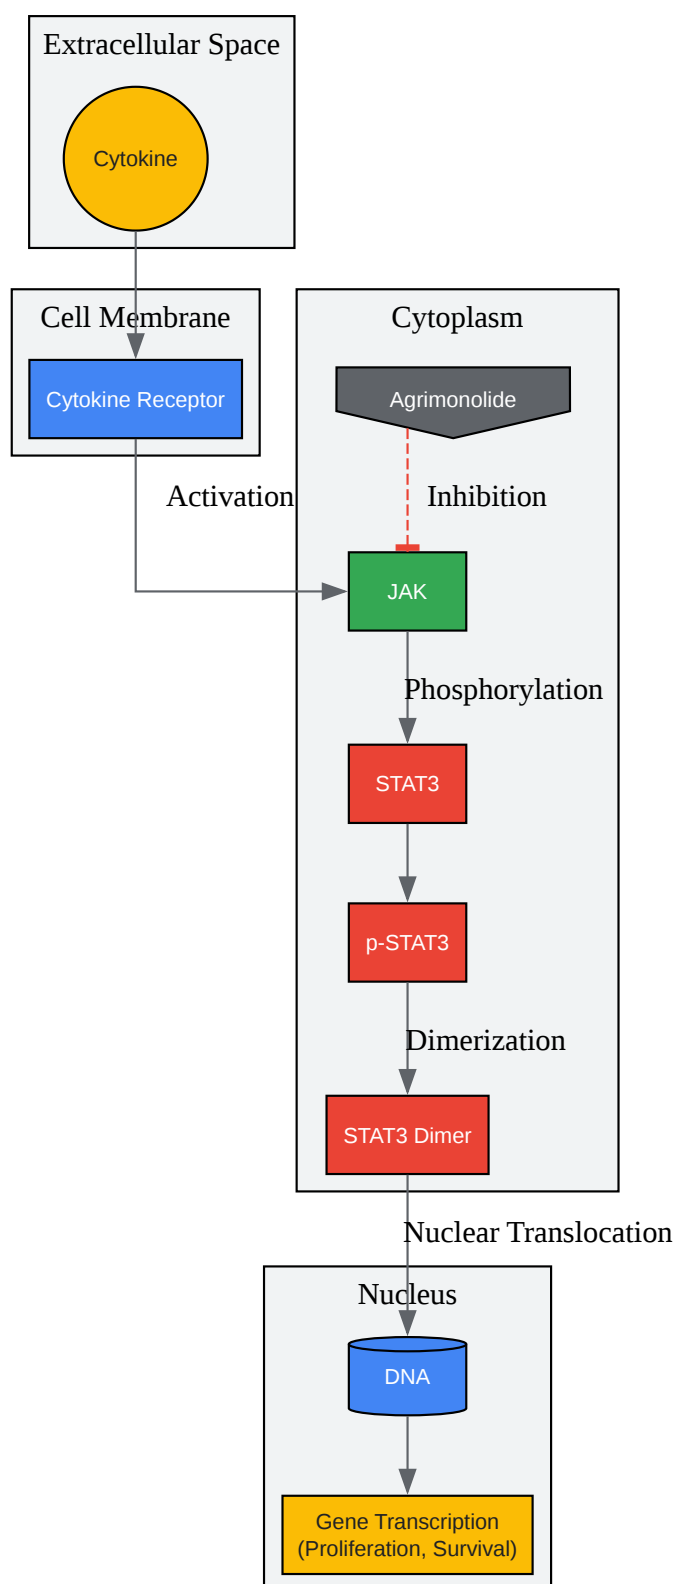 Extracellular Space
Cytokine
Cell Membrane
Cytokine Receptor
Cytoplasm
Agrimonolide
Activation
Inhibition
JAK
Phosphorylation
STAT3
p-STAT3
Dimerization
STAT3 Dimer
Nuclear Translocation
Nucleus
DNA
Gene Transcription
(Proliferation, Survival)